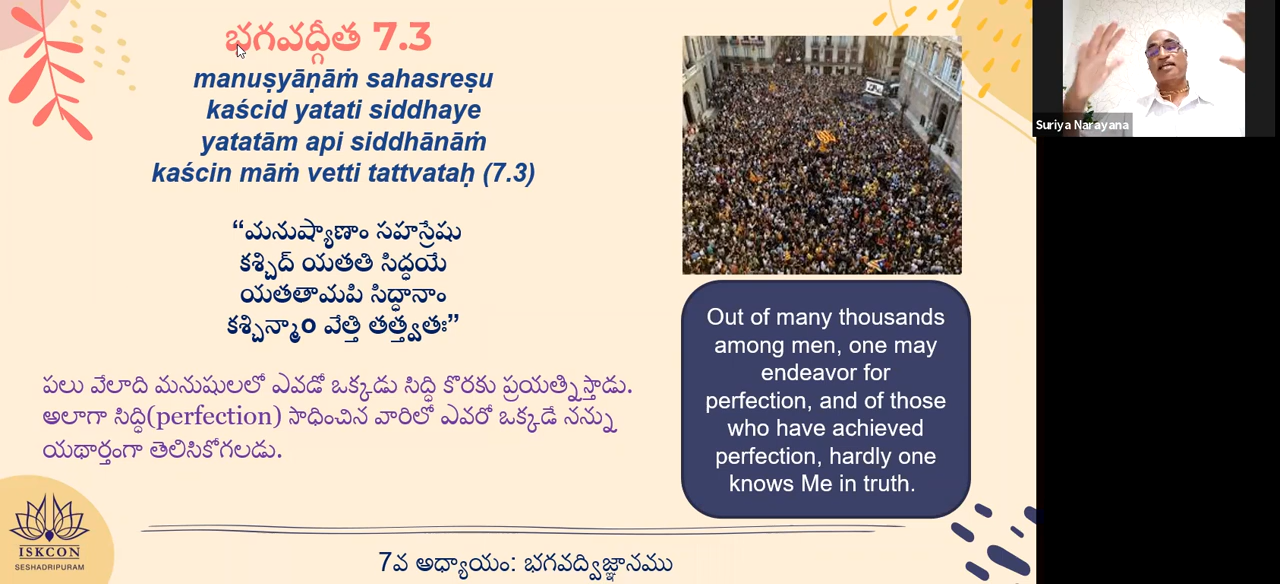 భగవద్గీత 7.3
manuṣyāṇāṁ sahasreṣu
kaścid yatati siddhaye
yatatām api siddhānāṁ
kaścin māṁ vetti tattvataḥ (7.3)
“మనుష్యాణాం సహస్రేషు
కశ్చిద్ యతతి సిద్ధయే
యతతామపి సిద్ధానాం
కశ్చిన్మాం వేత్తి తత్త్వతః”
పలు వేలాది మనుషులలో ఎవడో ఒక్కడు సిద్ధి కొరకు ప్రయత్నిస్తాడు.
అలాగా సిద్ధి(perfection) సాధించిన వారిలో ఎవరో ఒక్కడే నన్ను
యథార్తంగా తెలిసికోగలడు.
Out of many thousands
among men, one may
endeavor for
perfection, and of those
who have achieved
perfection, hardly one
knows Me in truth.
ISKCON
SESHADRIPURAM
7వ అధ్యాయం: భగవద్విజ్ఞానము
Suriya Narayana